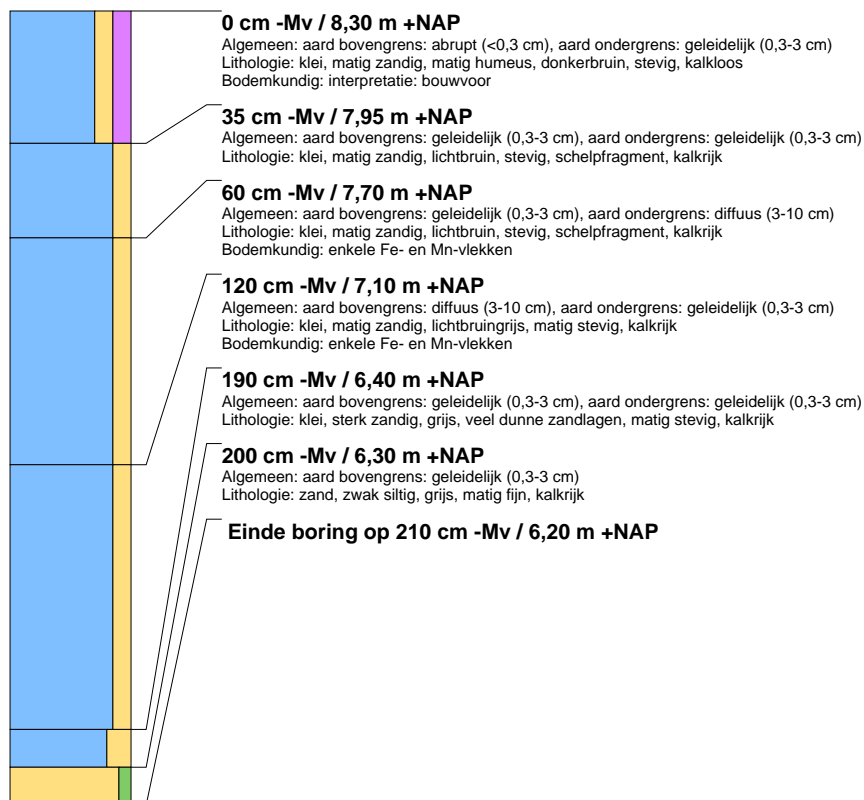 0 cm -Mv / 8,30 m +NAP
Algemeen: aard bovengrens: abrupt (<0,3 cm), aard ondergrens: geleidelijk (0,3-3 cm)
Lithologie: klei, matig zandig, matig humeus, donkerbruin, stevig, kalkloos
Bodemkundig: interpretatie: bouwvoor
35 cm -Mv / 7,95 m +NAP
Algemeen: aard bovengrens: geleidelijk (0,3-3 cm), aard ondergrens: geleidelijk (0,3-3 cm)
Lithologie: klei, matig zandig, lichtbruin, stevig, schelpfragment, kalkrijk
60 cm -Mv / 7,70 m +NAP
Algemeen: aard bovengrens: geleidelijk (0,3-3 cm), aard ondergrens: diffuus (3-10 cm)
Lithologie: klei, matig zandig, lichtbruin, stevig, schelpfragment, kalkrijk
Bodemkundig: enkele Fe- en Mn-vlekken
120 cm -Mv / 7,10 m +NAP
Algemeen: aard bovengrens: diffuus (3-10 cm), aard ondergrens: geleidelijk (0,3-3 cm)
Lithologie: klei, matig zandig, lichtbruingrijs, matig stevig, kalkrijk
Bodemkundig: enkele Fe- en Mn-vlekken
190 cm -Mv / 6,40 m +NAP
Algemeen: aard bovengrens: geleidelijk (0,3-3 cm), aard ondergrens: geleidelijk (0,3-3 cm)
Lithologie: klei, sterk zandig, grijs, veel dunne zandlagen, matig stevig, kalkrijk
200 cm -Mv / 6,30 m +NAP
Algemeen: aard bovengrens: geleidelijk (0,3-3 cm)
Lithologie: zand, zwak siltig, grijs, matig fijn, kalkrijk
Einde boring op 210 cm -Mv / 6,20 m +NAP